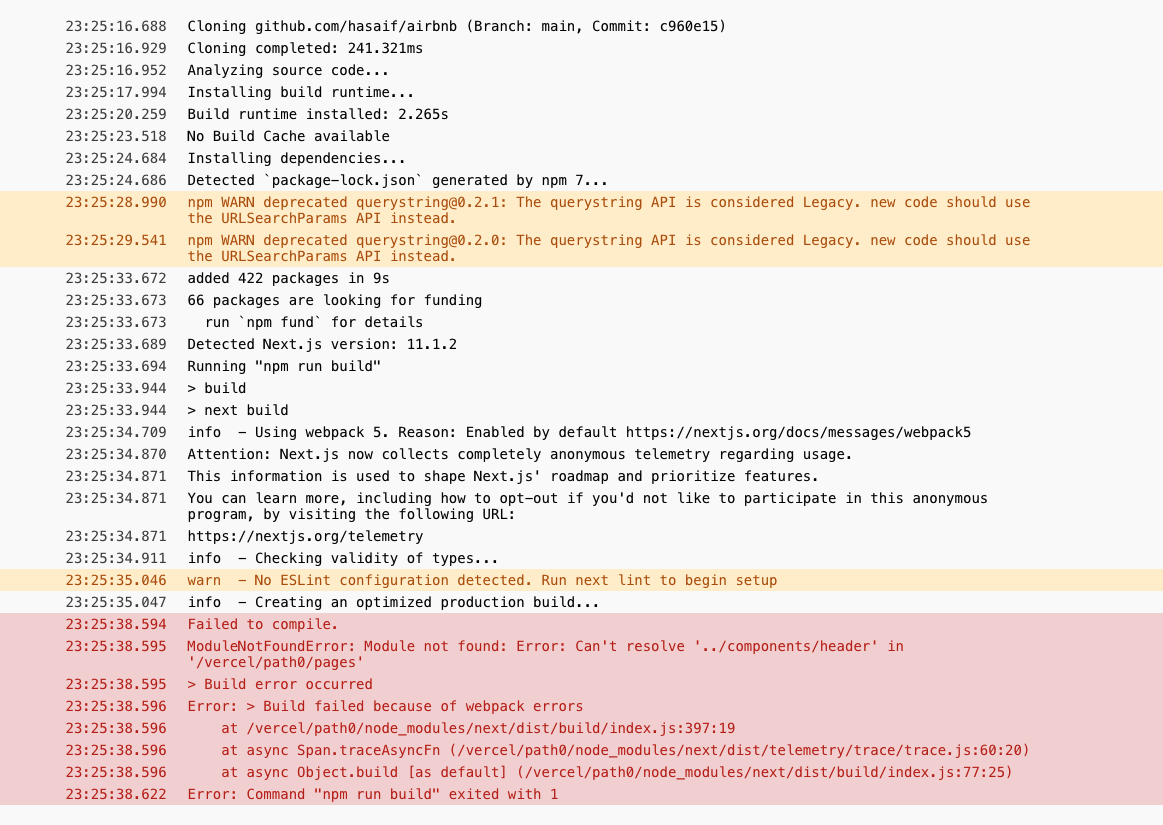 23:25:16.688 Cloning github.com/hasaif/airbnb (Branch: main, Commit: c960e15)
23:25:16.929 Cloning completed: 241.321ms
23:25:16.952 Analyzing source code...
23:25:17.994 Installing build runtime...
23:25:20.259 Build runtime installed: 2.265s
23:25:23.518 No Build Cache available
23:25:24.684 Installing dependencies...
23:25:24.686 Detected `package-lock.json` generated by npm 7...
23:25:28.990 npm WARN deprecated querystring@0.2.1: The querystring API is considered Legacy. new code should use
the URLSearchParams API instead.
23:25:29.541 npm WARN deprecated querystring@0.2.0: The querystring API is considered Legacy. new code should use
the URLSearchParams API instead.
23:25:33.672 added 422 packages in 9s
23:25:33.673 66 packages are looking for funding
23:25:33.673   run `npm fund` for details
23:25:33.689 Detected Next.js version: 11.1.2
23:25:33.694 Running "npm run build"
23:25:33.944 > build
23:25:33.944 > next build
23:25:34.709 info  - Using webpack 5. Reason: Enabled by default https://nextjs.org/docs/messages/webpack5
23:25:34.870 Attention: Next.js now collects completely anonymous telemetry regarding usage.
23:25:34.871 This information is used to shape Next.js' roadmap and prioritize features.
23:25:34.871 You can learn more, including how to opt-out if you'd not like to participate in this anonymous
program, by visiting the following URL:
23:25:34.871 https://nextjs.org/telemetry
23:25:34.911 info  - Checking validity of types...
23:25:35.046 warn  - No ESLint configuration detected. Run next lint to begin setup
23:25:35.047 info  - Creating an optimized production build...
23:25:38.594 Failed to compile.
23:25:38.595 ModuleNotFoundError: Module not found: Error: Can't resolve '../components/header' in
'/vercel/path0/pages'
23:25:38.595 > Build error occurred
23:25:38.596 Error: > Build failed because of webpack errors
23:25:38.596     at /vercel/path0/node_modules/next/dist/build/index.js:397:19
23:25:38.596     at async Span.traceAsyncFn (/vercel/path0/node_modules/next/dist/telemetry/trace/trace.js:60:20)
23:25:38.596     at async Object.build [as default] (/vercel/path0/node_modules/next/dist/build/index.js:77:25)
23:25:38.622 Error: Command "npm run build" exited with 1